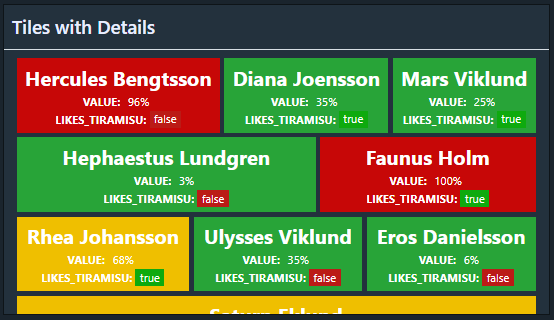 Tiles with Details
Hercules Bengtsson
VALUE: 96%
LIKES_TIRAMISU: false
Diana Joensson
VALUE: 35%
LIKES_TIRAMISU: true
Mars Viklund
VALUE: 25%
LIKES_TIRAMISU: true
Hephaestus Lundgren
VALUE: 3%
LIKES_TIRAMISU: false
Faunus Holm
VALUE: 100%
LIKES_TIRAMISU: true
Rhea Johansson
VALUE: 68%
LIKES_TIRAMISU: true
Ulysses Viklund
VALUE: 35%
LIKES_TIRAMISU: false
Eros Danielsson
VALUE: 6%
LIKES_TIRAMISU: false